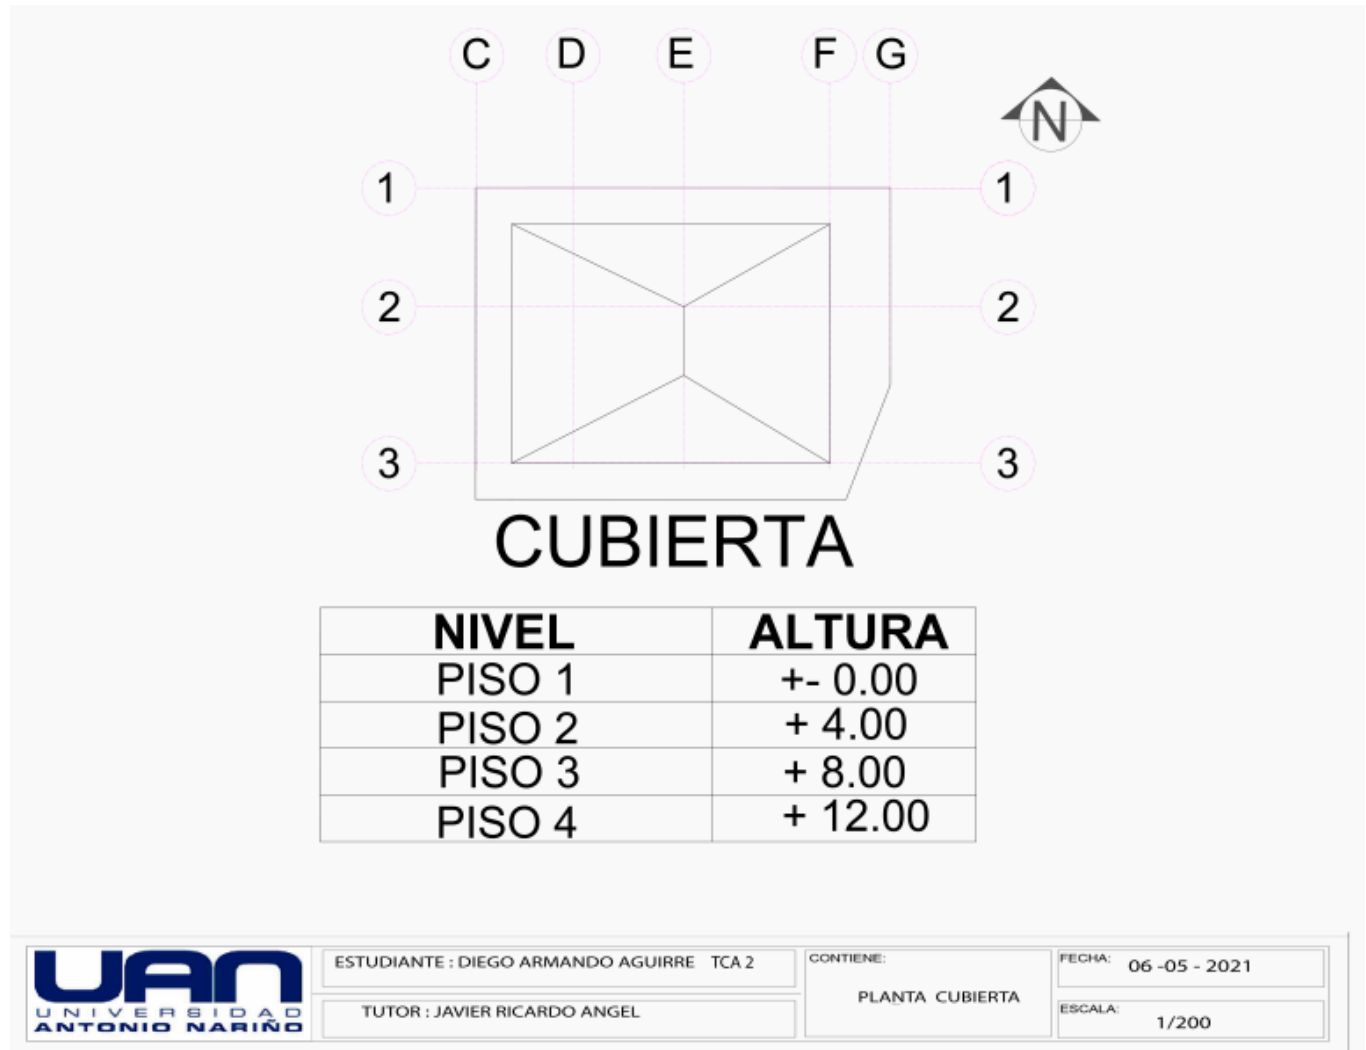 C D E F G
N
1 1
2 2
3 3
CUBIERTA
NIVEL ALTURA
PISO 1 +- 0.00
PISO 2 + 4.00
PISO 3 + 8.00
PISO 4 + 12.00
UAN
UNIVERSIDAD
ANTONIO NARIÑO
ESTUDIANTE : DIEGO ARMANDO AGUIRRE TCA 2
TUTOR : JAVIER RICARDO ANGEL
CONTIENE:
PLANTA CUBIERTA
FECHA: 06 -05 - 2021
ESCALA: 1/200